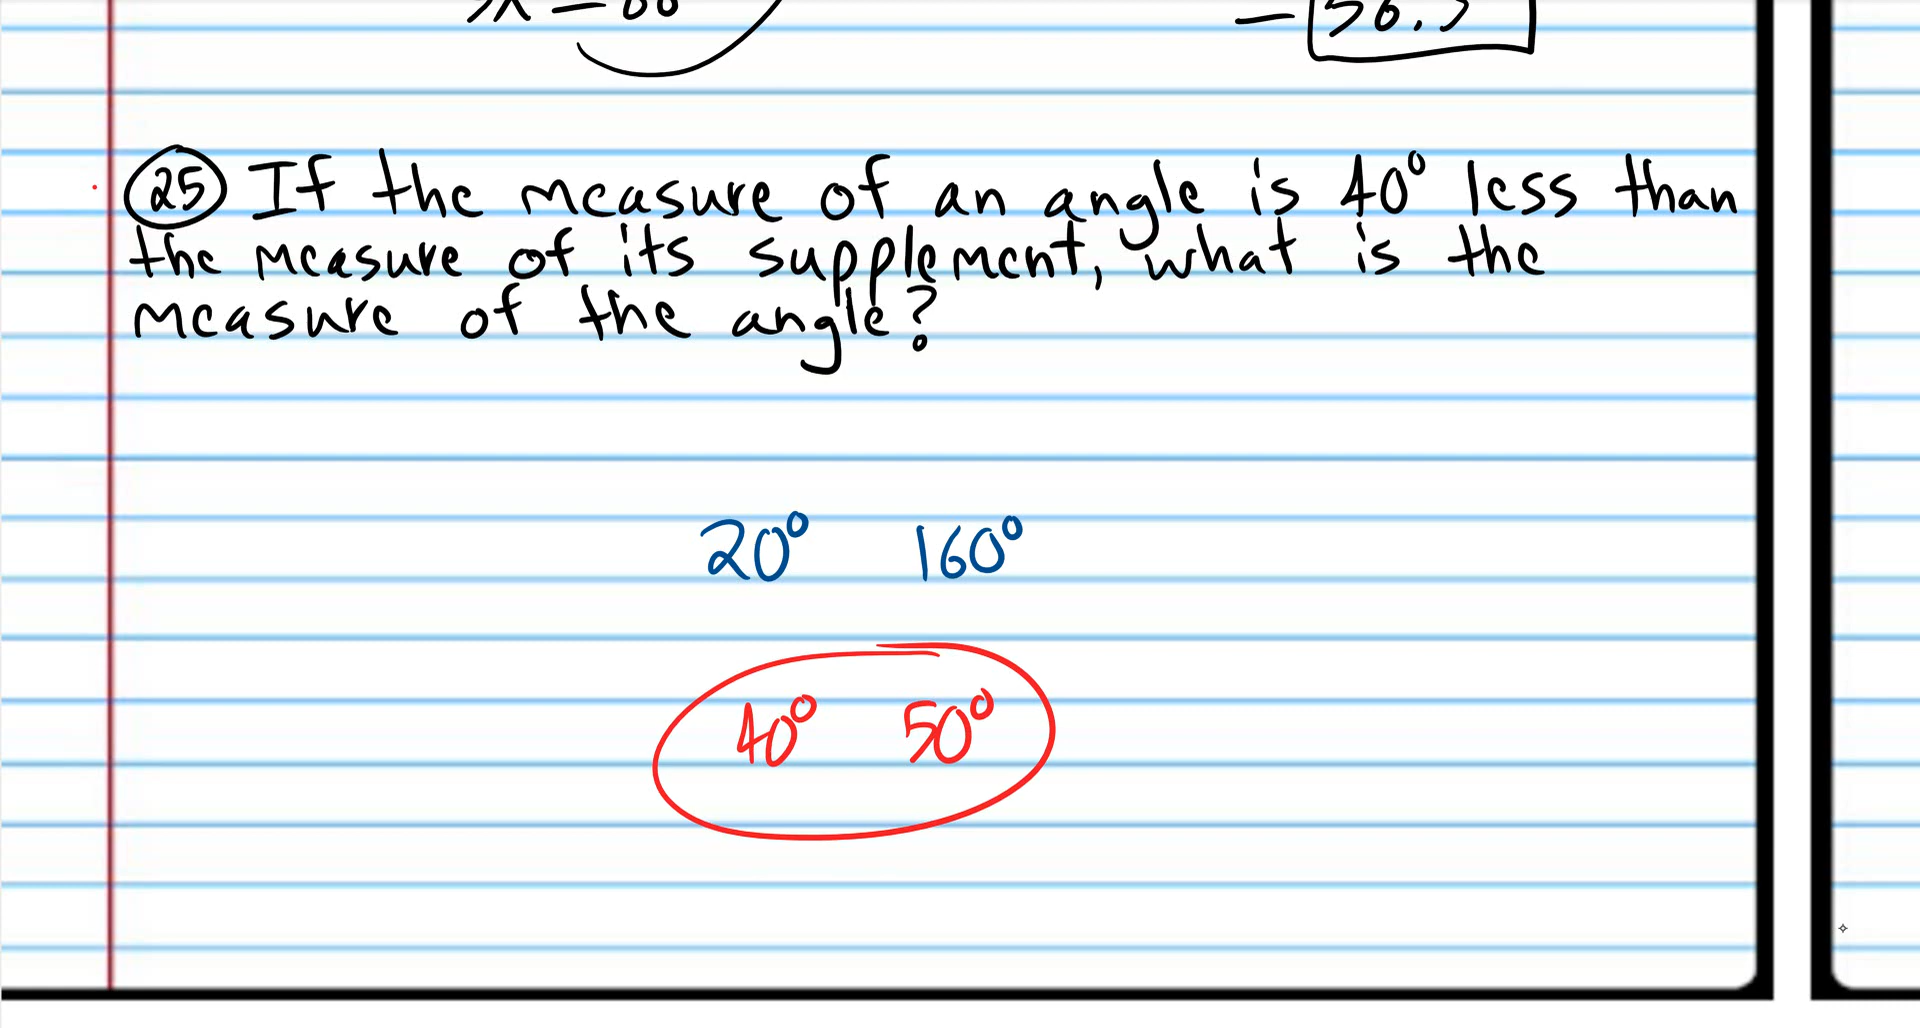 25 If the measure of an angle is 40° less than
the measure of its supplement, what is the
measure of the angle?
20° 160°
40° 50°